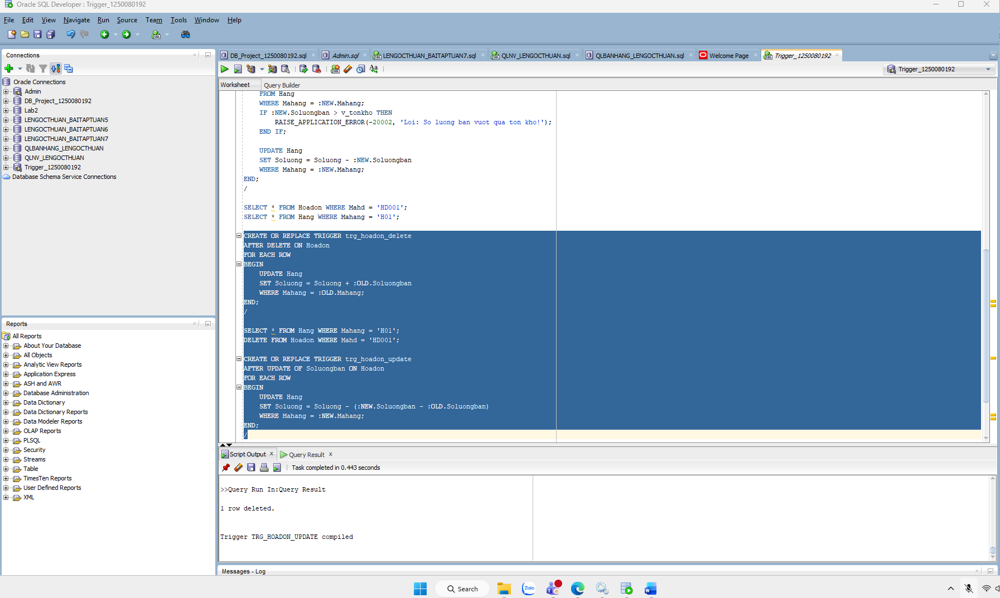 Oracle SQL Developer : Trigger_1250080192
File Edit View Navigate Run Source Team Tools Window Help
Connections
Oracle Connections
Admin
DB_Project_1250080192
Lab2
LENGOCTHUAN_BAITAPTUAN5
LENGOCTHUAN_BAITAPTUAN6
LENGOCTHUAN_BAITAPTUAN7
QLBANHANG_LENGOCTHUAN
QLNV_LENGOCTHUAN
Trigger_1250080192
Database Schema Service Connections
Reports
All Reports
About Your Database
All Objects
Analytic View Reports
Application Express
ASH and AWR
Database Administration
Data Dictionary
Data Dictionary Reports
Data Modeler Reports
OLAP Reports
PLSQL
Security
Streams
Table
TimesTen Reports
User Defined Reports
XML
DB_Project_1250080192.sql Admin.sql LENGOCTHUAN_BAITAPTUAN7.sql QLNV_LENGOCTHUAN.sql QLBANHANG_LENGOCTHUAN.sql Welcome Page Trigger_1250080192
Trigger_1250080192
Worksheet Query Builder
FROM Hang
WHERE Mahang = :NEW.Mahang;
IF :NEW.Soluongban > v_tonkho THEN
RAISE_APPLICATION_ERROR(-20002, 'Loi: So luong ban vuot qua ton kho!');
END IF;
UPDATE Hang
SET Soluong = Soluong - :NEW.Soluongban
WHERE Mahang = :NEW.Mahang;
END;
/
SELECT * FROM Hoadon WHERE Mahd = 'HD001';
SELECT * FROM Hang WHERE Mahang = 'H01';
CREATE OR REPLACE TRIGGER trg_hoadon_delete
AFTER DELETE ON Hoadon
FOR EACH ROW
BEGIN
UPDATE Hang
SET Soluong = Soluong + :OLD.Soluongban
WHERE Mahang = :OLD.Mahang;
END;
/
SELECT * FROM Hang WHERE Mahang = 'H01';
DELETE FROM Hoadon WHERE Mahd = 'HD001';
CREATE OR REPLACE TRIGGER trg_hoadon_update
AFTER UPDATE OF Soluongban ON Hoadon
FOR EACH ROW
BEGIN
UPDATE Hang
SET Soluong = Soluong - (:NEW.Soluongban - :OLD.Soluongban)
WHERE Mahang = :NEW.Mahang;
END;
/
Script Output Query Result
Task completed in 0.443 seconds
>>Query Run In:Query Result
1 row deleted.
Trigger TRG_HOADON_UPDATE compiled
Messages - Log
Search
Zalo